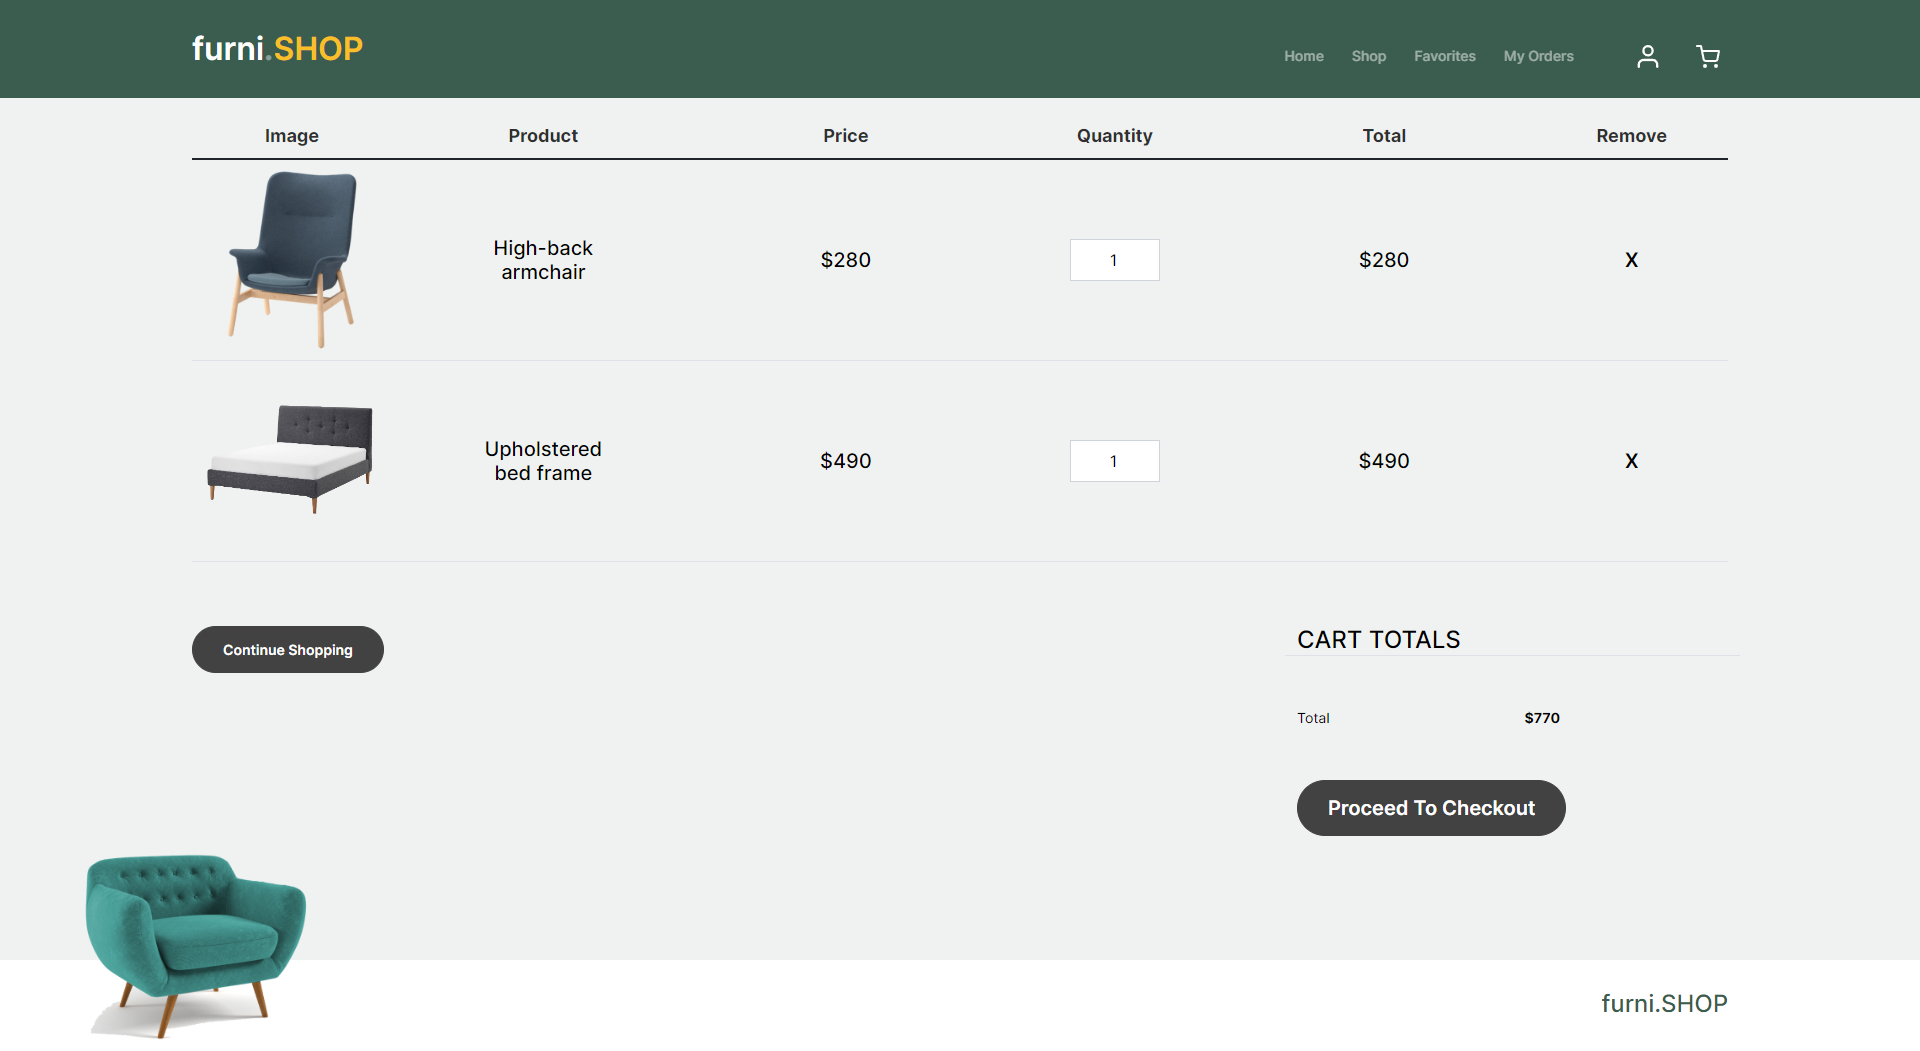 furni.SHOP
Home Shop Favorites My Orders
Image Product Price Quantity Total Remove
High-back
armchair
$280 1 $280 X
Upholstered
bed frame
$490 1 $490 X
Continue Shopping
CART TOTALS
Total $770
Proceed To Checkout
furni.SHOP